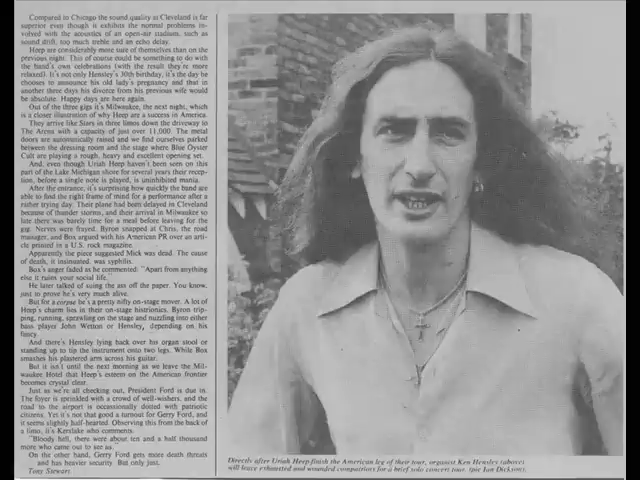 Compared to Chicago the sound quality at Cleveland is far
superior even though is exhibits the normal problems in-
volved with the acoustics of an open-air stadium, such as
sound drift, too much treble and an echo delay.
Heep are considerably more sure of themselves than on the
previous night. This of course could be something to do with
the band's own celebrations (with the result they're more
relaxed). It's not only Hensley's 30th birthday, it's the day he
chooses to announce his old lady's pregnancy and that in
another three days his divorce from his previous wife would
be absolute. Happy days are here again.
Out of the three gigs it's Milwaukee, the next night, which
is a closer illustration of why Heep are a success in America.
They arrive like Stars in three limos down the driveway to
The Arena with a capacity of just over 11,000. The metal
doors are automatically raised and we find ourselves parked
between the dressing room and the stage where Blue Oyster
Cult are playing a rough, heavy and excellent opening set.
And, even though Uriah Heep haven't been seen on this
part of the Lake Michigan shore for several years their recep-
tion, before a single note is played, is uninhibited mania.
After the entrance, it's surprising how quickly the band are
able to find the right frame of mind for a performance after a
rather trying day. Their plane had been delayed in Cleveland
because of thunder storms, and their arrival in Milwaukee so
late there was barely time for a meal before leaving for the
gig. Nerves were frayed. Byron snapped at Chris, the road
manager, and Box argued with his American PR over an arti-
cle printed in a U.S. rock magazine.
Apparently the piece suggested Mick was dead. The cause
of death, it insinuated, was syphilis.
Box's anger faded as he commented: "Apart from anything
else it ruins your social life."
He later talked of suing the ass off the paper. You know,
just to prove he's very much alive.
But for a corpse he's a pretty nifty on-stage mover. A lot of
Heep's charm lies in their on-stage histrionics. Byron trip-
ping, running, sprawling on the stage and nuzzling into either
bass player John Wetton or Hensley, depending on his
fancy.
And there's Hensley lying back over his organ stool or
standing up to tip the instrument onto two legs. While Box
smashes his plastered arm across his guitar.
But it isn't until the next morning as we leave the Mil-
waukee Hotel that Heep's esteem on the American frontier
becomes crystal clear.
Just as we're all checking out, President Ford is due in.
The foyer is sprinkled with a crowd of well-wishers, and the
road to the airport is occasionally dotted with patriotic
citizens. Yet it's not that good a turnout for Gerry Ford, and
it seems slightly half-hearted. Observing this from the back of
a limo, it's Kerslake who comments.
"Bloody hell, there were about ten and a half thousand
more who came out to see us."
On the other hand, Gerry Ford gets more death threats
and has heavier security. But only just.
Tony Stewart
Directly after Uriah Heep finish the American leg of their tour, organist Ken Hensley (above)
will leave exhausted and wounded compatriots for a brief solo concert tour. (pic Ian Dickson).